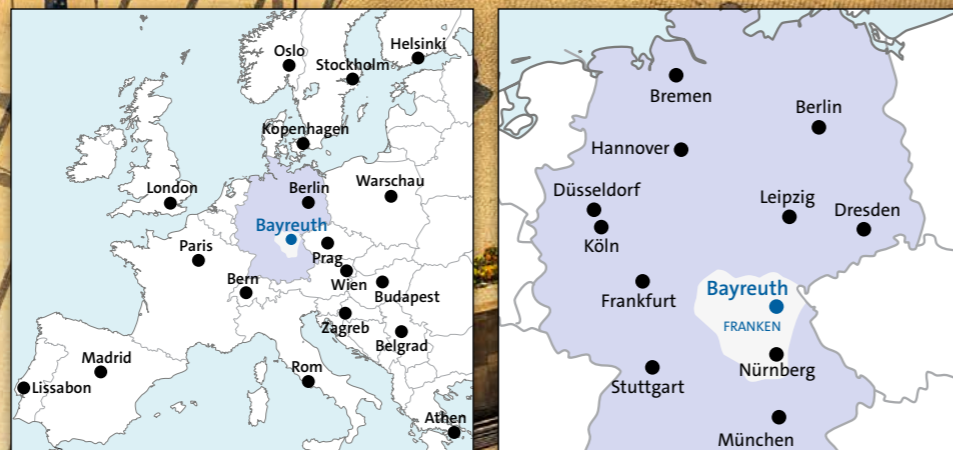 Oslo
Helsinki
Stockholm
Kopenhagen
London
Berlin
Warschau
Bayreuth
Paris
Prag
Bern
Wien
Budapest
Zagreb
Belgrad
Madrid
Rom
Lissabon
Athen
Bremen
Berlin
Hannover
Düsseldorf
Leipzig
Dresden
Köln
Bayreuth
Frankfurt
FRANKEN
Nürnberg
Stuttgart
München